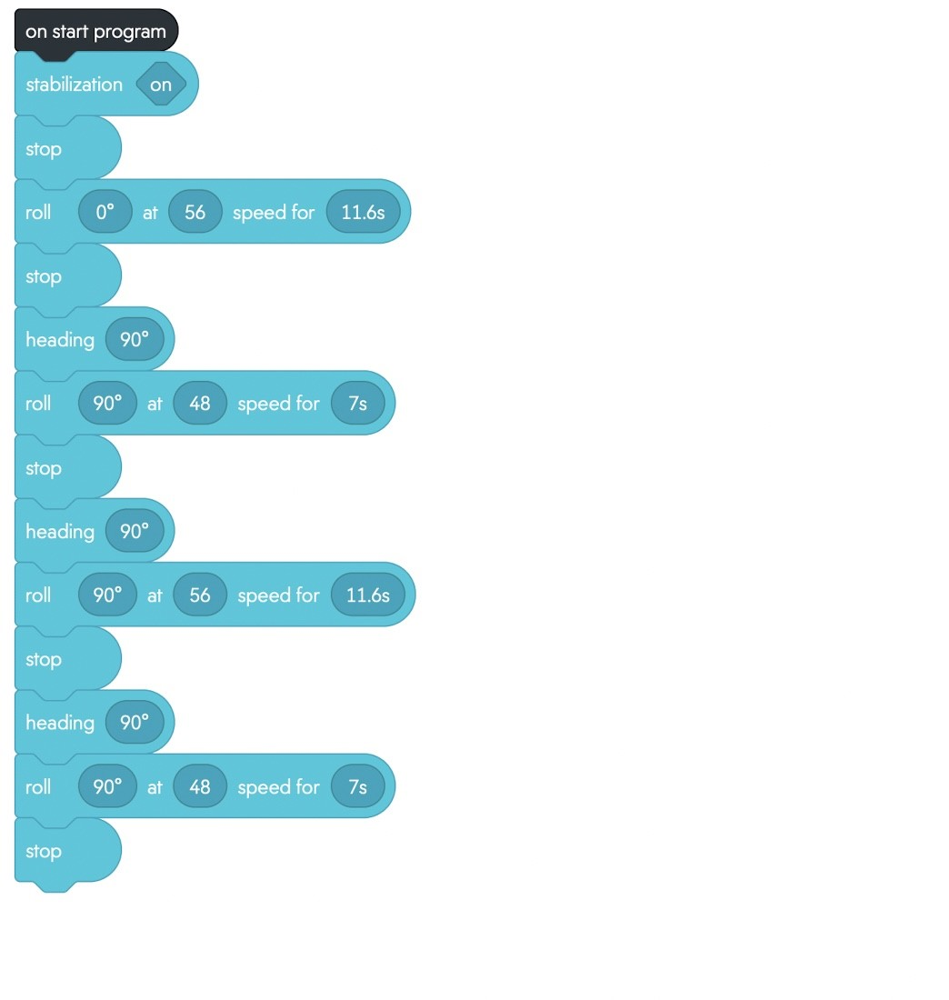 on start program
stabilization on
stop
roll 0° at 56 speed for 11.6s
stop
heading 90°
roll 90° at 48 speed for 7s
stop
heading 90°
roll 90° at 56 speed for 11.6s
stop
heading 90°
roll 90° at 48 speed for 7s
stop